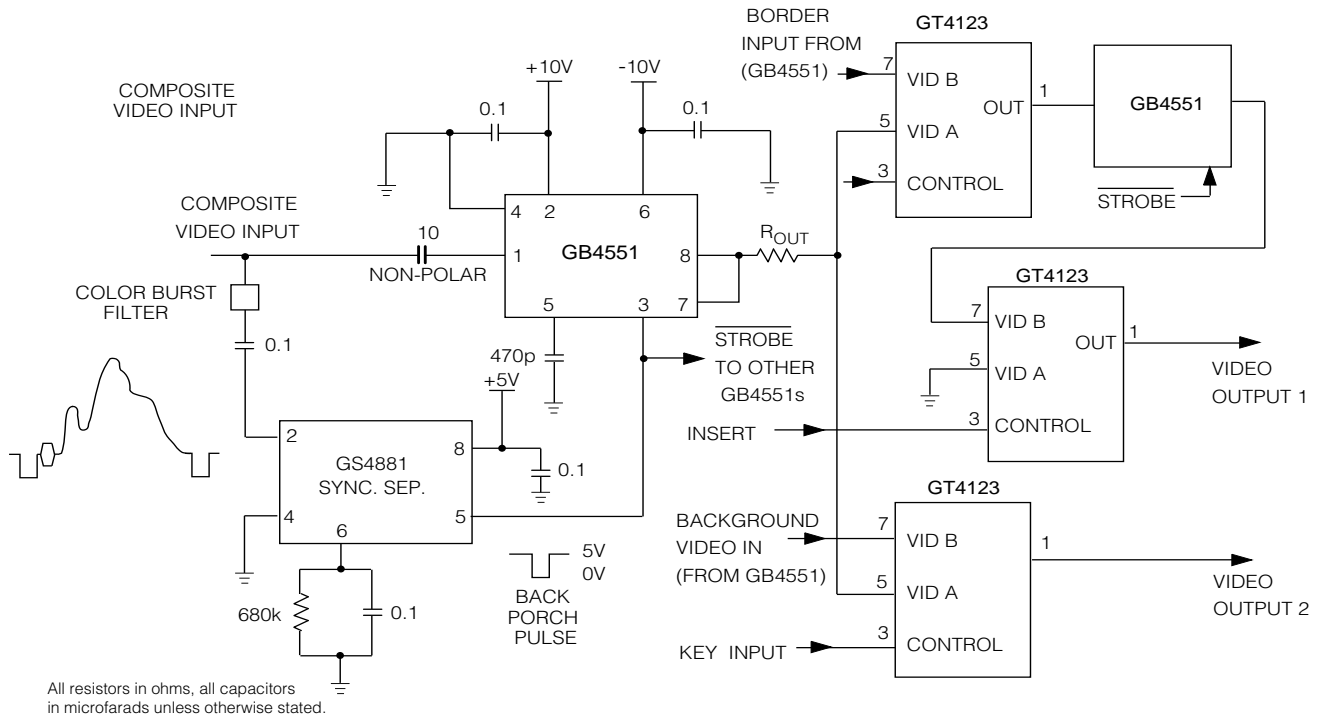 COMPOSITE
VIDEO INPUT
+10V
-10V
0.1
0.1
4
2
6
1
GB4551
8
7
5
3
COMPOSITE
VIDEO INPUT
10
NON-POLAR
COLOR BURST
FILTER
0.1
470p
+5V
0.1
ROUT
STROBE
TO OTHER
GB4551s
2
8
GS4881
SYNC. SEP.
4
5
6
680k
0.1
5V
0V
BACK
PORCH
PULSE
BORDER
INPUT FROM
(GB4551)
GT4123
7
VID B
5
VID A
3
CONTROL
OUT
1
GB4551
STROBE
GT4123
7
VID B
5
VID A
3
CONTROL
OUT
1
VIDEO
OUTPUT 1
INSERT
GT4123
BACKGROUND
VIDEO IN
(FROM GB4551)
7
VID B
5
VID A
3
CONTROL
1
VIDEO
OUTPUT 2
KEY INPUT
All resistors in ohms, all capacitors
in microfarads unless otherwise stated.